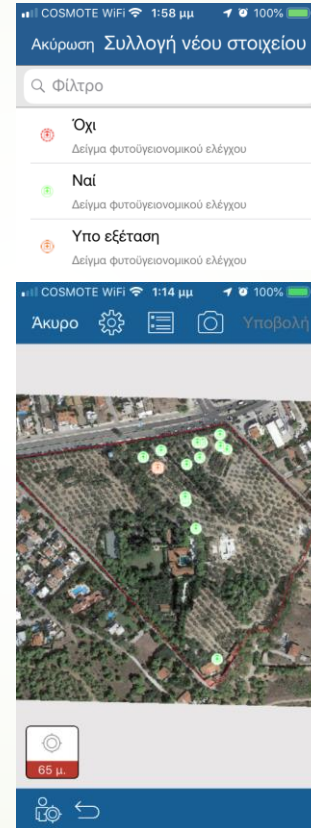 COSMOTE WiFi 1:58 μμ 100%
Ακύρωση Συλλογή νέου στοιχείου
Φίλτρο
Όχι
Δείγμα φυτοϋγειονομικού ελέγχου
Ναί
Δείγμα φυτοϋγειονομικού ελέγχου
Υπο εξέταση
Δείγμα φυτοϋγειονομικού ελέγχου
COSMOTE WiFi 1:14 μμ 100%
Άκυρο Υποβολή
65 μ.